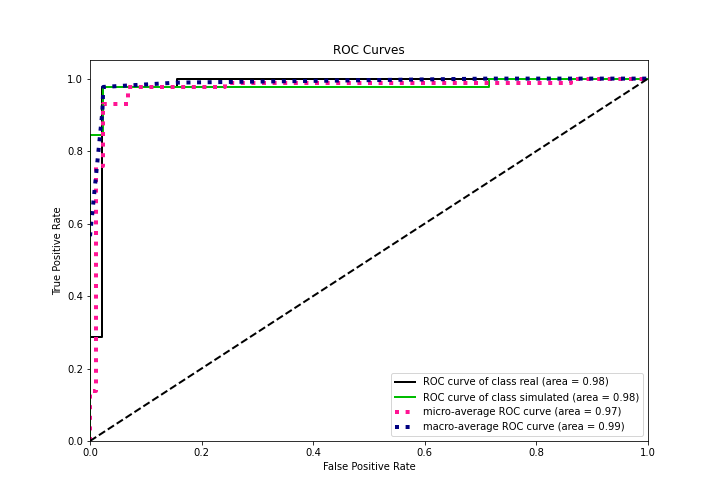 ROC Curves
True Positive Rate
1.0
0.8
0.6
0.4
0.2
0.0
0.0 0.2 0.4 0.6 0.8 1.0
False Positive Rate
ROC curve of class real (area = 0.98)
ROC curve of class simulated (area = 0.98)
micro-average ROC curve (area = 0.97)
macro-average ROC curve (area = 0.99)